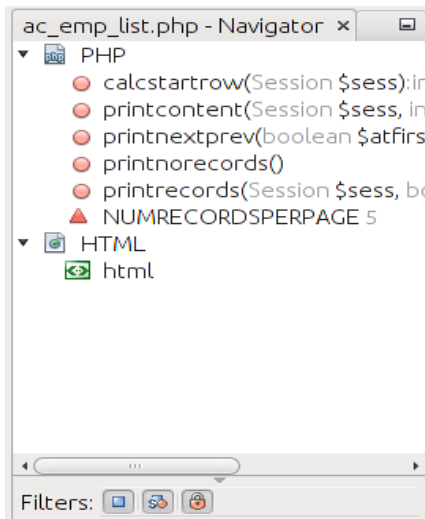 ac_emp_list.php - Navigator ×
PHP
calcstartrow(Session $sess):in
printcontent(Session $sess, in
printnextprev(boolean $atfirs
printnorecords()
printrecords(Session $sess, bo
NUMRECORDSPERPAGE 5
HTML
html
Filters: